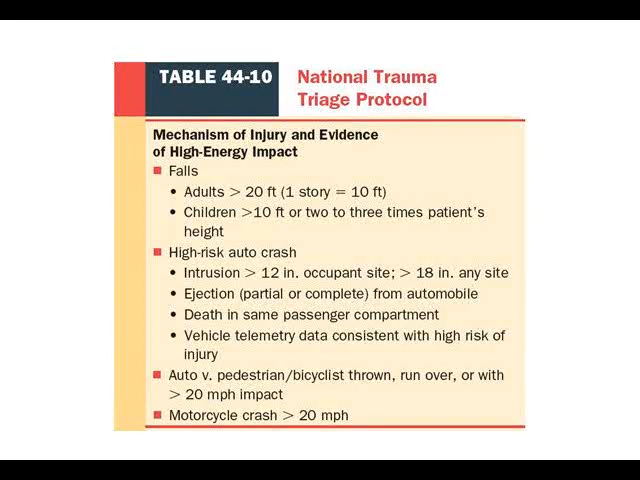 TABLE 44-10
National Trauma
Triage Protocol
Mechanism of Injury and Evidence
of High-Energy Impact
■ Falls
• Adults > 20 ft (1 story = 10 ft)
• Children >10 ft or two to three times patient's
height
■ High-risk auto crash
• Intrusion > 12 in. occupant site; > 18 in. any site
• Ejection (partial or complete) from automobile
• Death in same passenger compartment
• Vehicle telemetry data consistent with high risk of
injury
■ Auto v. pedestrian/bicyclist thrown, run over, or with
> 20 mph impact
■ Motorcycle crash > 20 mph